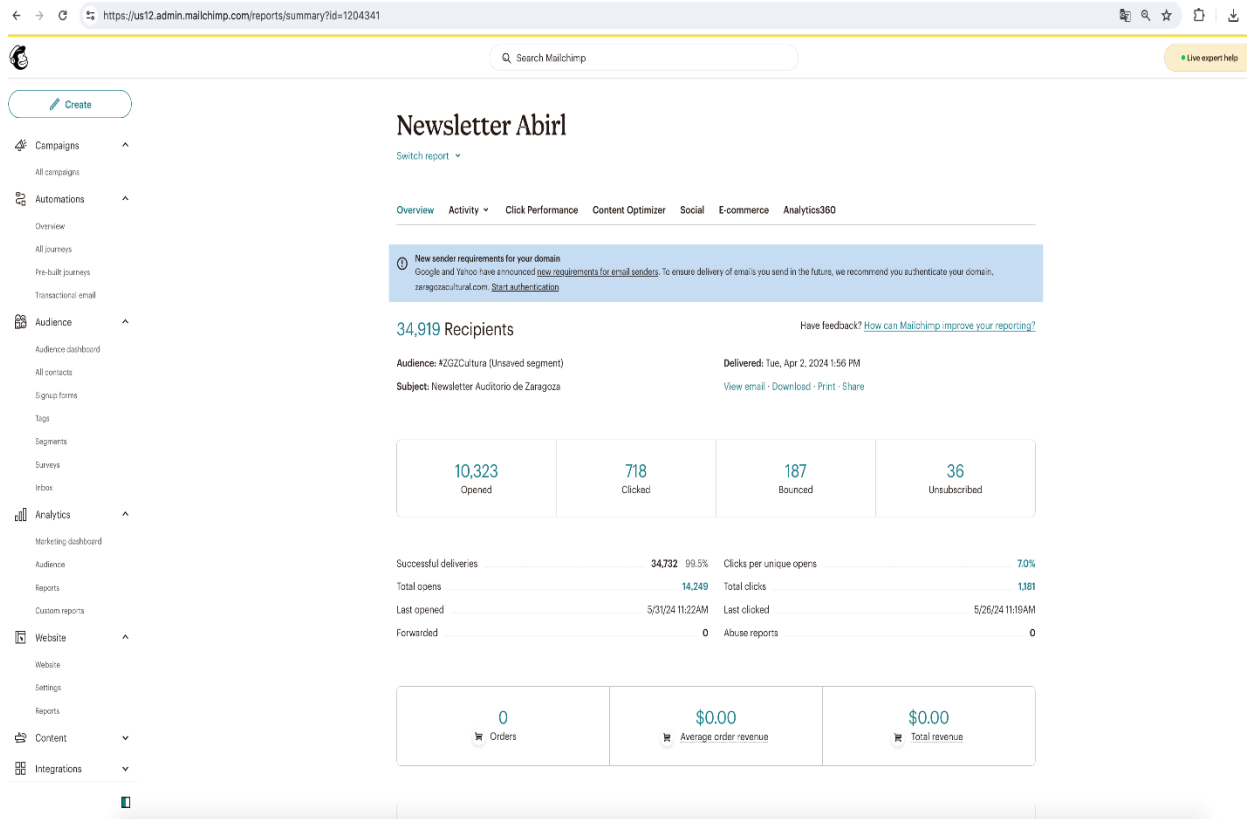 https://us12.admin.mailchimp.com/reports/summary?id=1204341
Search Mailchimp
Live expert help
Create
Campaigns
All campaigns
Automations
Overview
All journeys
Pre-built journeys
Transactional email
Audience
Audience dashboard
All contacts
Signup forms
Tags
Segments
Surveys
Inbox
Analytics
Marketing dashboard
Audience
Reports
Custom reports
Website
Website
Settings
Reports
Content
Integrations
Newsletter Abirl
Switch report
Overview Activity Click Performance Content Optimizer Social E-commerce Analytics360
New sender requirements for your domain
Google and Yahoo have announced new requirements for email senders. To ensure delivery of emails you send in the future, we recommend you authenticate your domain,
zaragozacultural.com. Start authentication
34,919 Recipients
Have feedback? How can Mailchimp improve your reporting?
Audience: #ZGZCultura (Unsaved segment)
Delivered: Tue, Apr 2, 2024 1:56 PM
Subject: Newsletter Auditorio de Zaragoza
View email · Download · Print · Share
10,323 718 187 36
Opened Clicked Bounced Unsubscribed
Successful deliveries 34,732 99.5% Clicks per unique opens 7.0%
Total opens 14,249 Total clicks 1,181
Last opened 5/31/24 11:22AM Last clicked 5/26/24 11:19AM
Forwarded 0 Abuse reports 0
0 $0.00 $0.00
Orders Average order revenue Total revenue